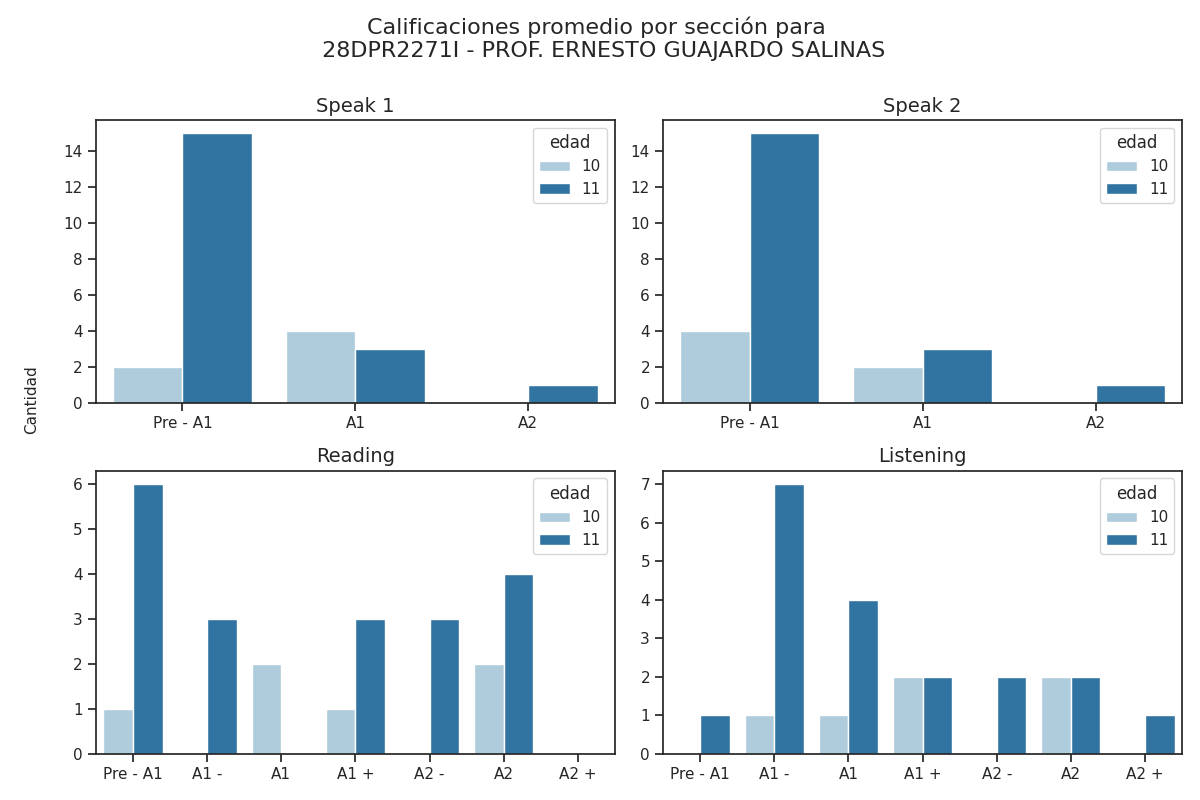 Calificaciones promedio por sección para
28DPR2271I - PROF. ERNESTO GUAJARDO SALINAS
Cantidad
Speak 1
14
12
10
8
6
4
2
0
Pre - A1 A1 A2
edad
10
11
Speak 2
14
12
10
8
6
4
2
0
Pre - A1 A1 A2
edad
10
11
Reading
6
5
4
3
2
1
0
Pre - A1 A1 - A1 A1 + A2 - A2 A2 +
edad
10
11
Listening
7
6
5
4
3
2
1
0
Pre - A1 A1 - A1 A1 + A2 - A2 A2 +
edad
10
11